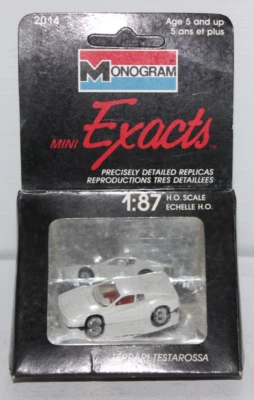 2014
Age 5 and up
5 ans et plus
MONOGRAM
MINI Exacts™
PRECISELY DETAILED REPLICAS
REPRODUCTIONS TRES DETAILLEES
1:87 H.O. SCALE
ECHELLE H.O.
FERRARI TESTAROSSA